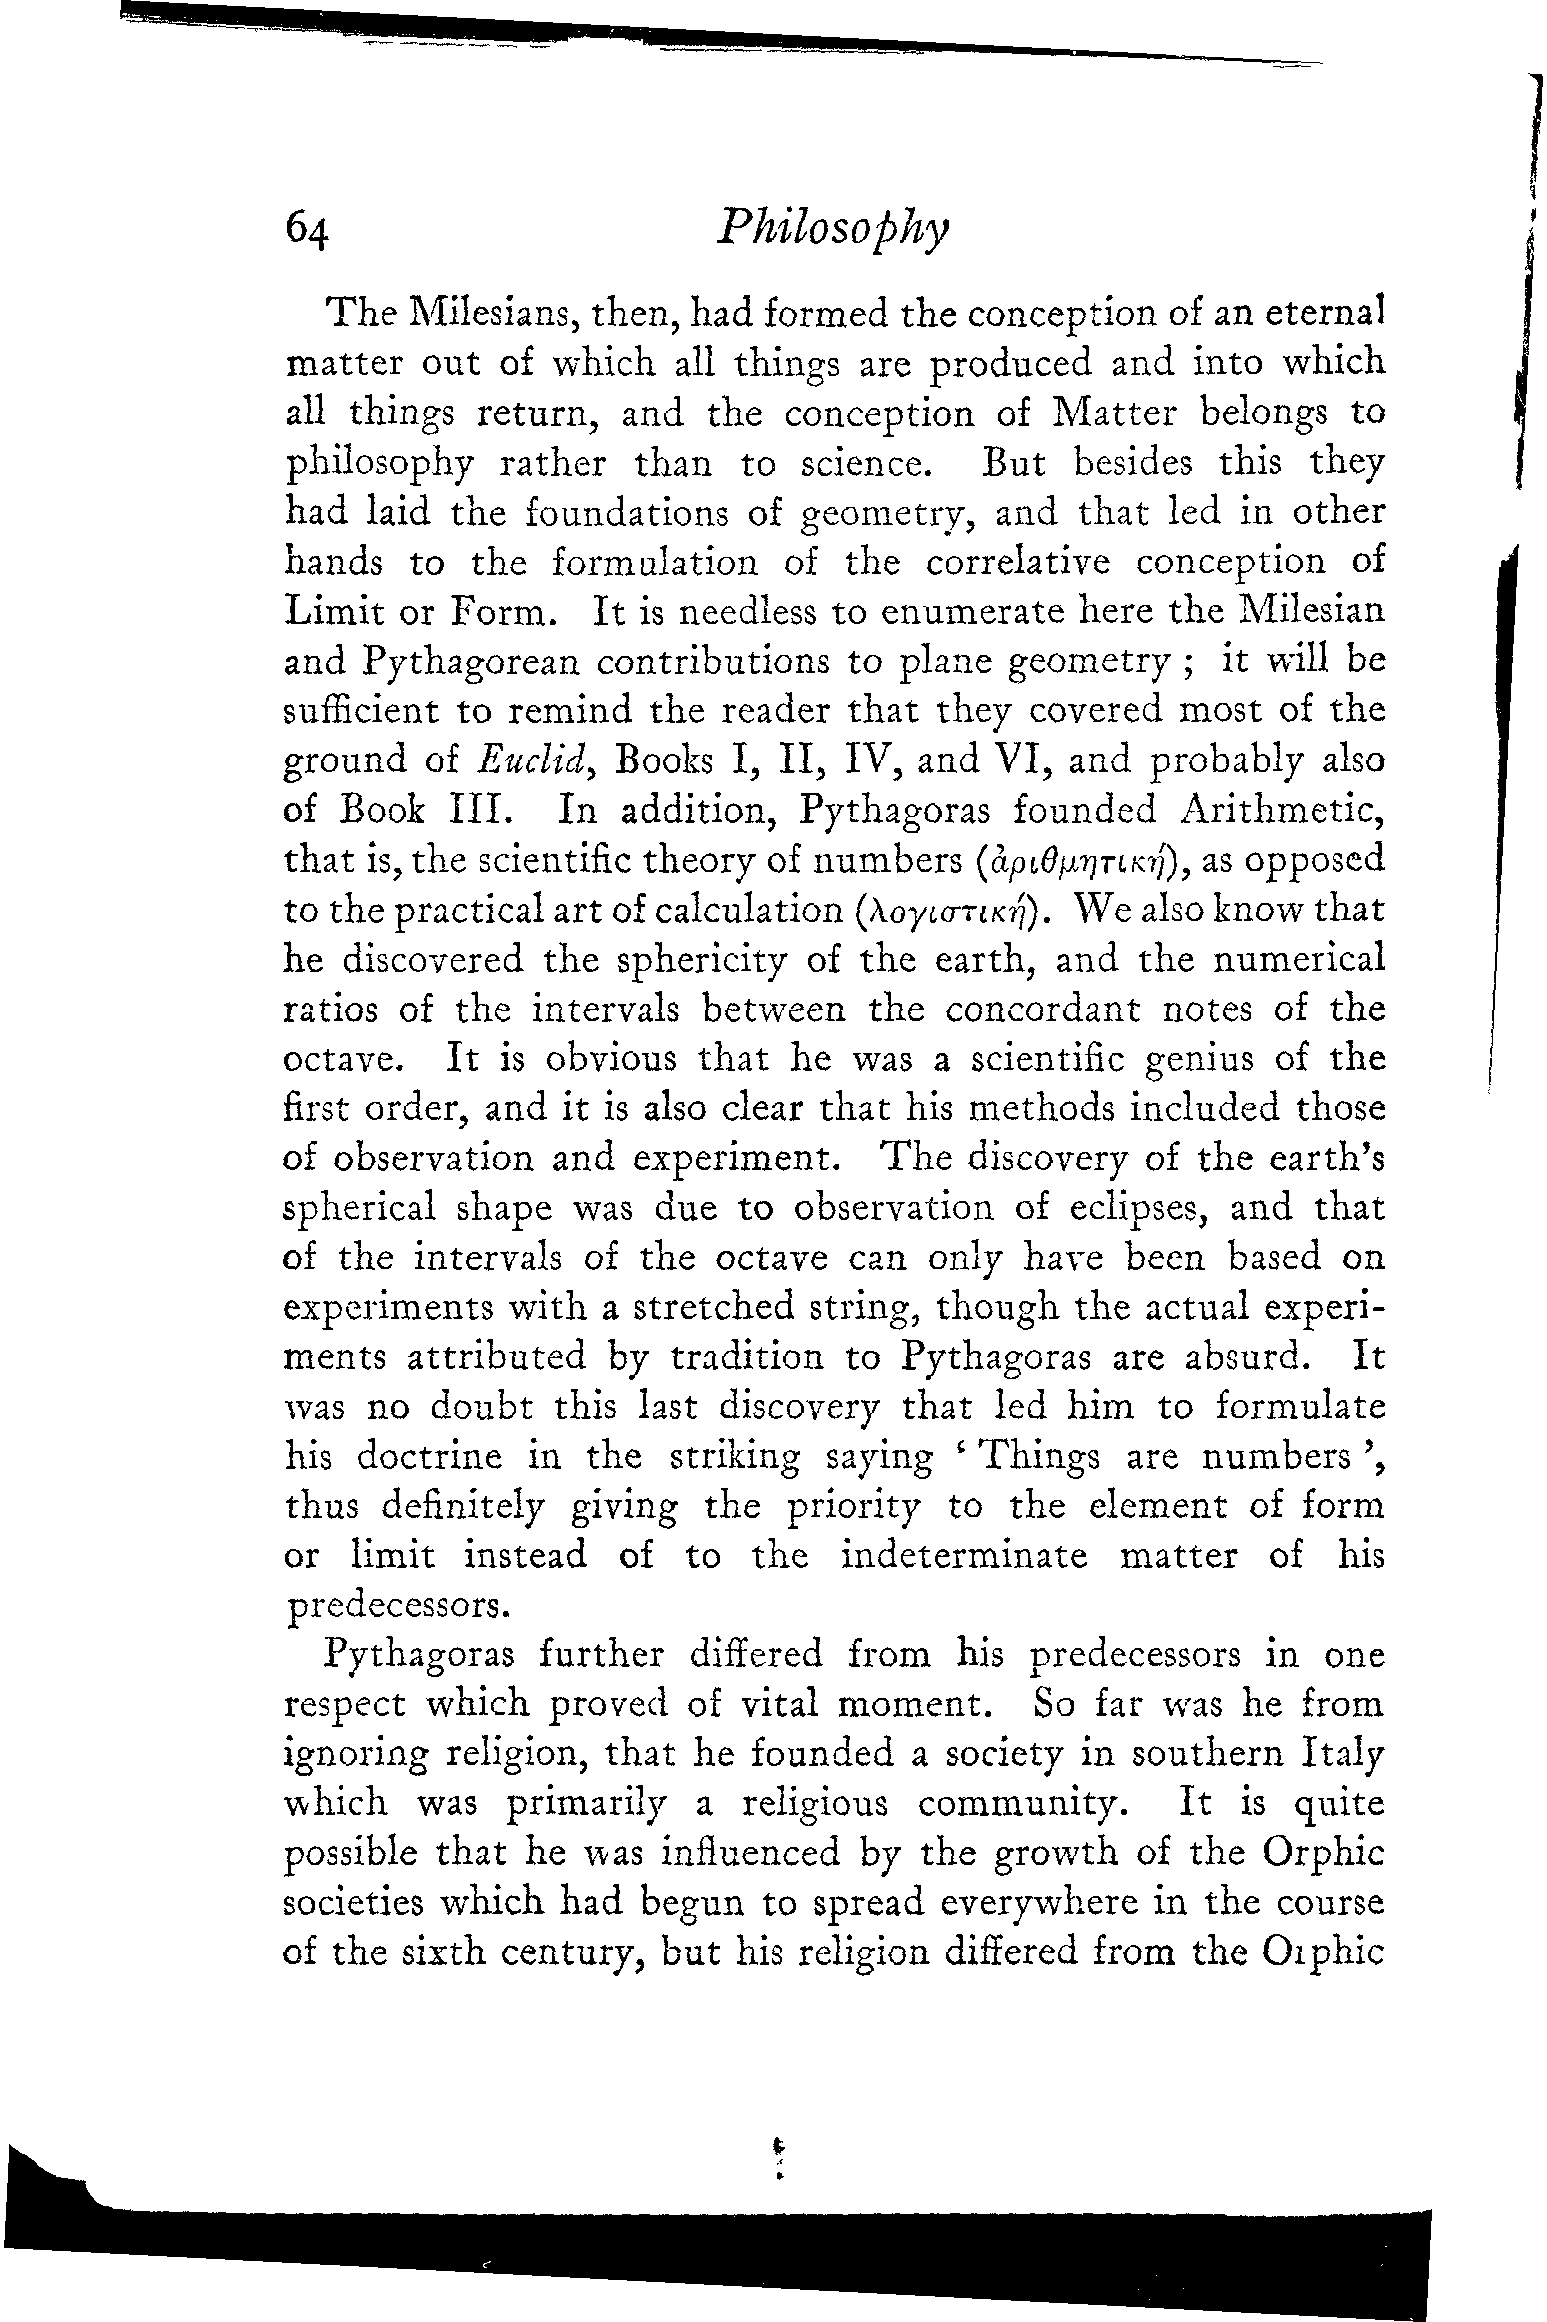 64 Philosophy
The Milesians, then, had formed the conception of an eternal
matter out of which all things are produced and into which
all things return, and the conception of Matter belongs to
philosophy rather than to science. But besides this they
had laid the foundations of geometry, and that led in other
hands to the formulation of the correlative conception of
Limit or Form. It is needless to enumerate here the Milesian
and Pythagorean contributions to plane geometry ; it will be
sufficient to remind the reader that they covered most of the
ground of Euclid, Books I, II, IV, and VI, and probably also
of Book III. In addition, Pythagoras founded Arithmetic,
that is, the scientific theory of numbers (ἀριθμητική), as opposed
to the practical art of calculation (λογιστική). We also know that
he discovered the sphericity of the earth, and the numerical
ratios of the intervals between the concordant notes of the
octave. It is obvious that he was a scientific genius of the
first order, and it is also clear that his methods included those
of observation and experiment. The discovery of the earth's
spherical shape was due to observation of eclipses, and that
of the intervals of the octave can only have been based on
experiments with a stretched string, though the actual experi-
ments attributed by tradition to Pythagoras are absurd. It
was no doubt this last discovery that led him to formulate
his doctrine in the striking saying ‘ Things are numbers ’,
thus definitely giving the priority to the element of form
or limit instead of to the indeterminate matter of his
predecessors.
Pythagoras further differed from his predecessors in one
respect which proved of vital moment. So far was he from
ignoring religion, that he founded a society in southern Italy
which was primarily a religious community. It is quite
possible that he was influenced by the growth of the Orphic
societies which had begun to spread everywhere in the course
of the sixth century, but his religion differed from the Orphic